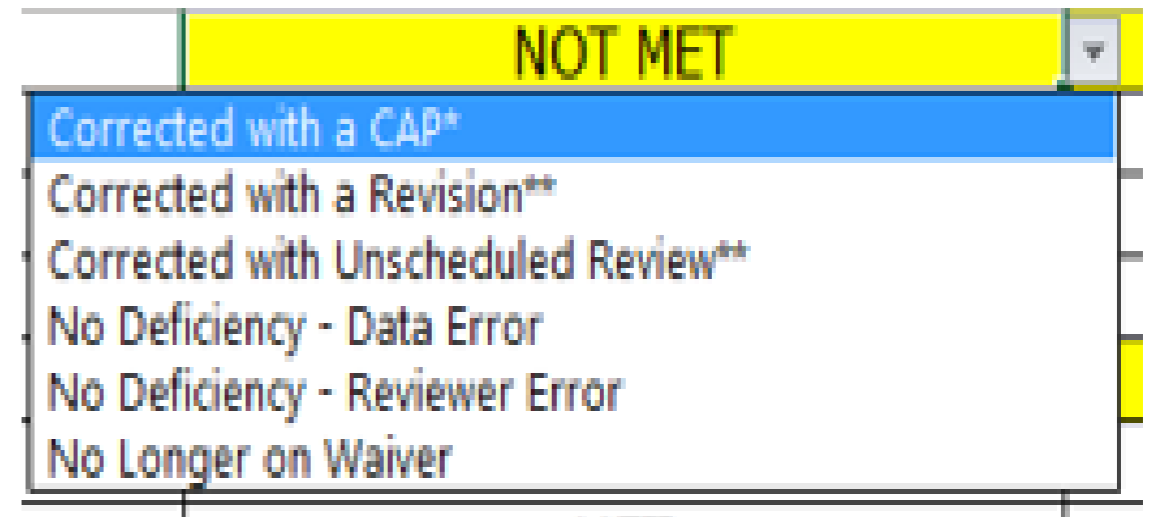 NOT MET
Corrected with a CAP*
Corrected with a Revision**
Corrected with Unscheduled Review**
No Deficiency - Data Error
No Deficiency - Reviewer Error
No Longer on Waiver